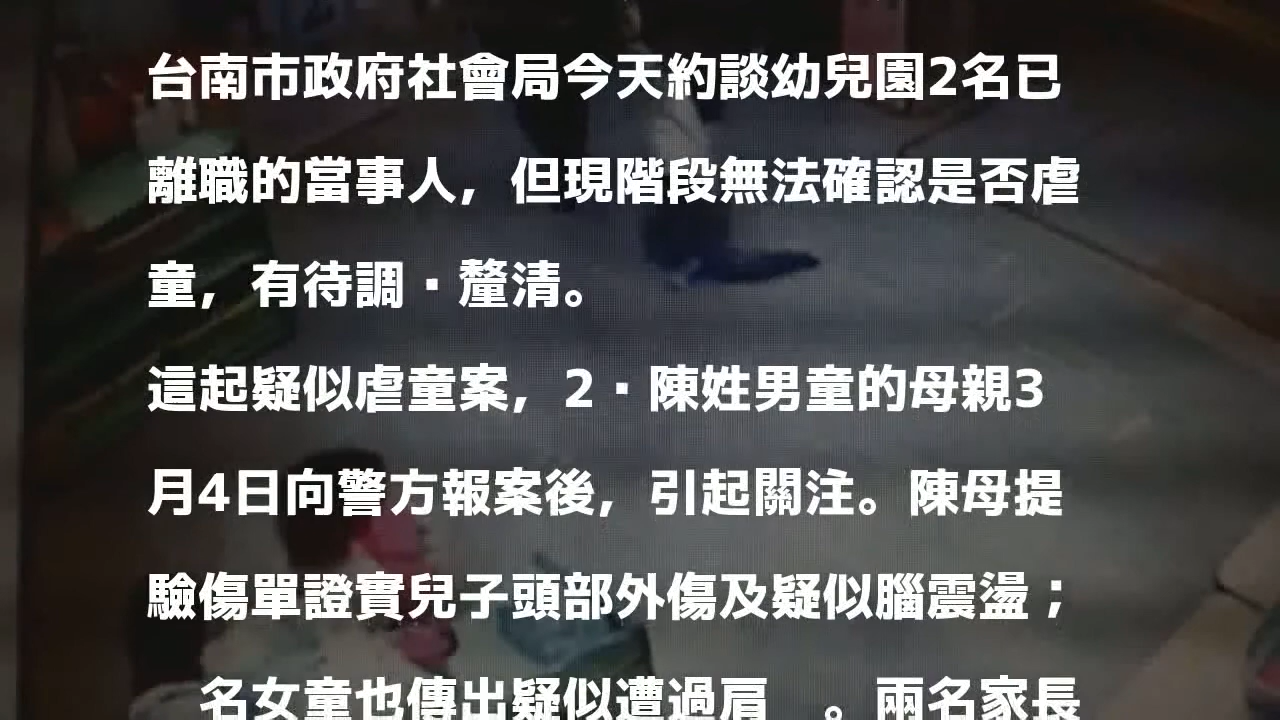 台南市政府社會局今天約談幼兒園2名已
離職的當事人，但現階段無法確認是否虐
童，有待調·釐清。
這起疑似虐童案，2·陳姓男童的母親3
月4日向警方報案後，引起關注。陳母提
驗傷單證實兒子頭部外傷及疑似腦震盪；
名女童也傳出疑似遭過肩 。兩名家長